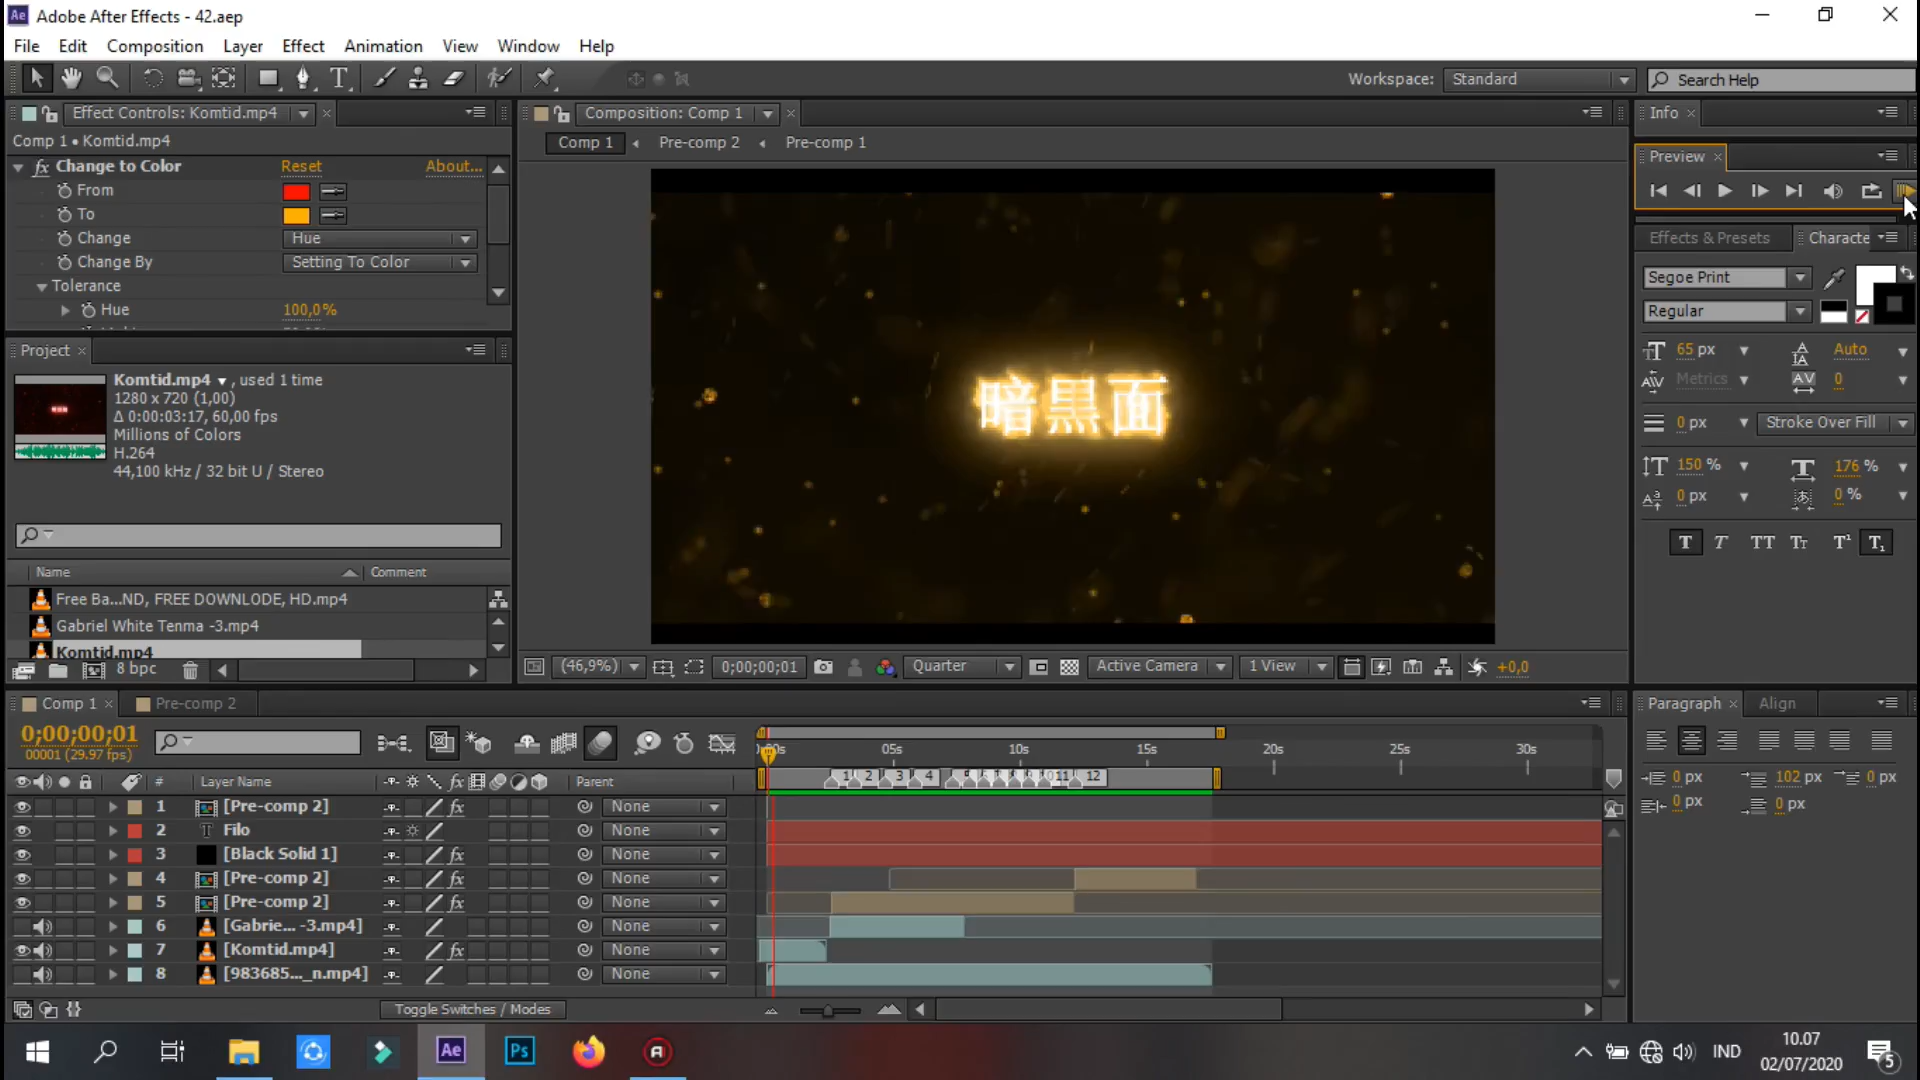 Adobe After Effects - 42.aep
File Edit Composition Layer Effect Animation View Window Help
Workspace: Standard Search Help
Effect Controls: Komtid.mp4
Comp 1 • Komtid.mp4
fx Change to Color Reset About...
From
To
Change Hue
Change By Setting To Color
Tolerance
Hue 100,0%
Project
Komtid.mp4 , used 1 time
1280 x 720 (1,00)
Δ 0:00:03:17, 60,00 fps
Millions of Colors
H.264
44,100 kHz / 32 bit U / Stereo
Name Comment
Free Ba...ND, FREE DOWNLODE, HD.mp4
Gabriel White Tenma -3.mp4
Komtid.mp4
8 bpc
Composition: Comp 1
Comp 1 Pre-comp 2 Pre-comp 1
暗黒面
(46,9%) 0;00;00;01 Quarter Active Camera 1 View +0,0
Info
Preview
Effects & Presets Characte
Segoe Print
Regular
65 px Auto
Metrics 0
0 px Stroke Over Fill
150 % 176 %
0 px 0 %
T T TT Tt T¹ T₁
Paragraph Align
0 px 102 px 0 px
0 px 0 px
Comp 1 Pre-comp 2
0;00;00;01
00001 (29.97 fps)
05s 10s 15s 20s 25s 30s
1 2 3 4 11 12
# Layer Name Parent
1 [Pre-comp 2] None
2 Filo None
3 [Black Solid 1] fx None
4 [Pre-comp 2] fx None
5 [Pre-comp 2] fx None
6 [Gabrie... -3.mp4] None
7 [Komtid.mp4] fx None
8 [983685..._n.mp4] None
Toggle Switches / Modes
Ae Ps IND 10.07
02/07/2020
5